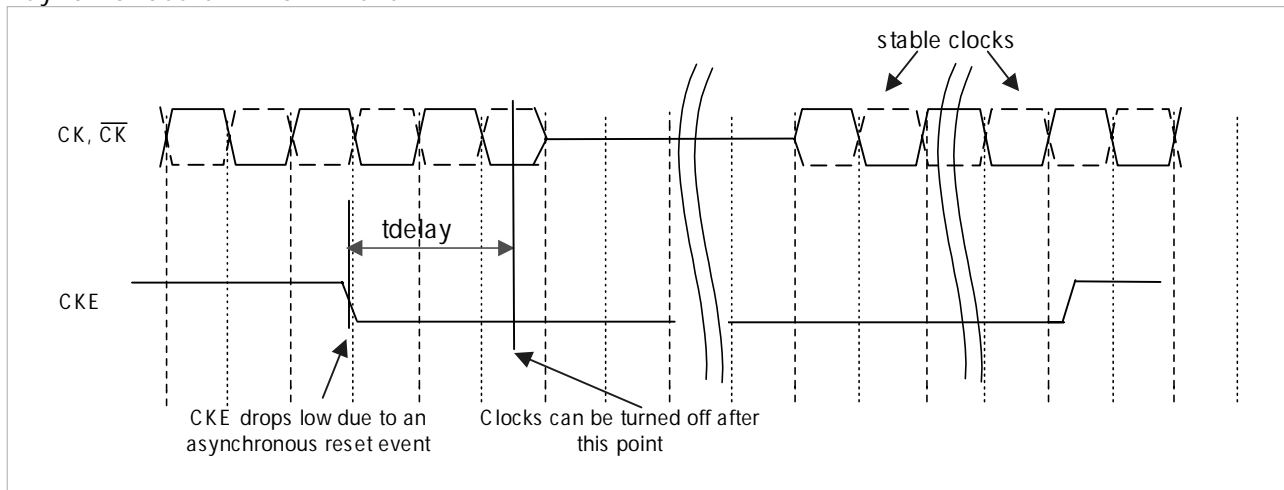 stable clocks
CK, CK
tdelay
CKE
CKE drops low due to an
asynchronous reset event
Clocks can be turned off after
this point